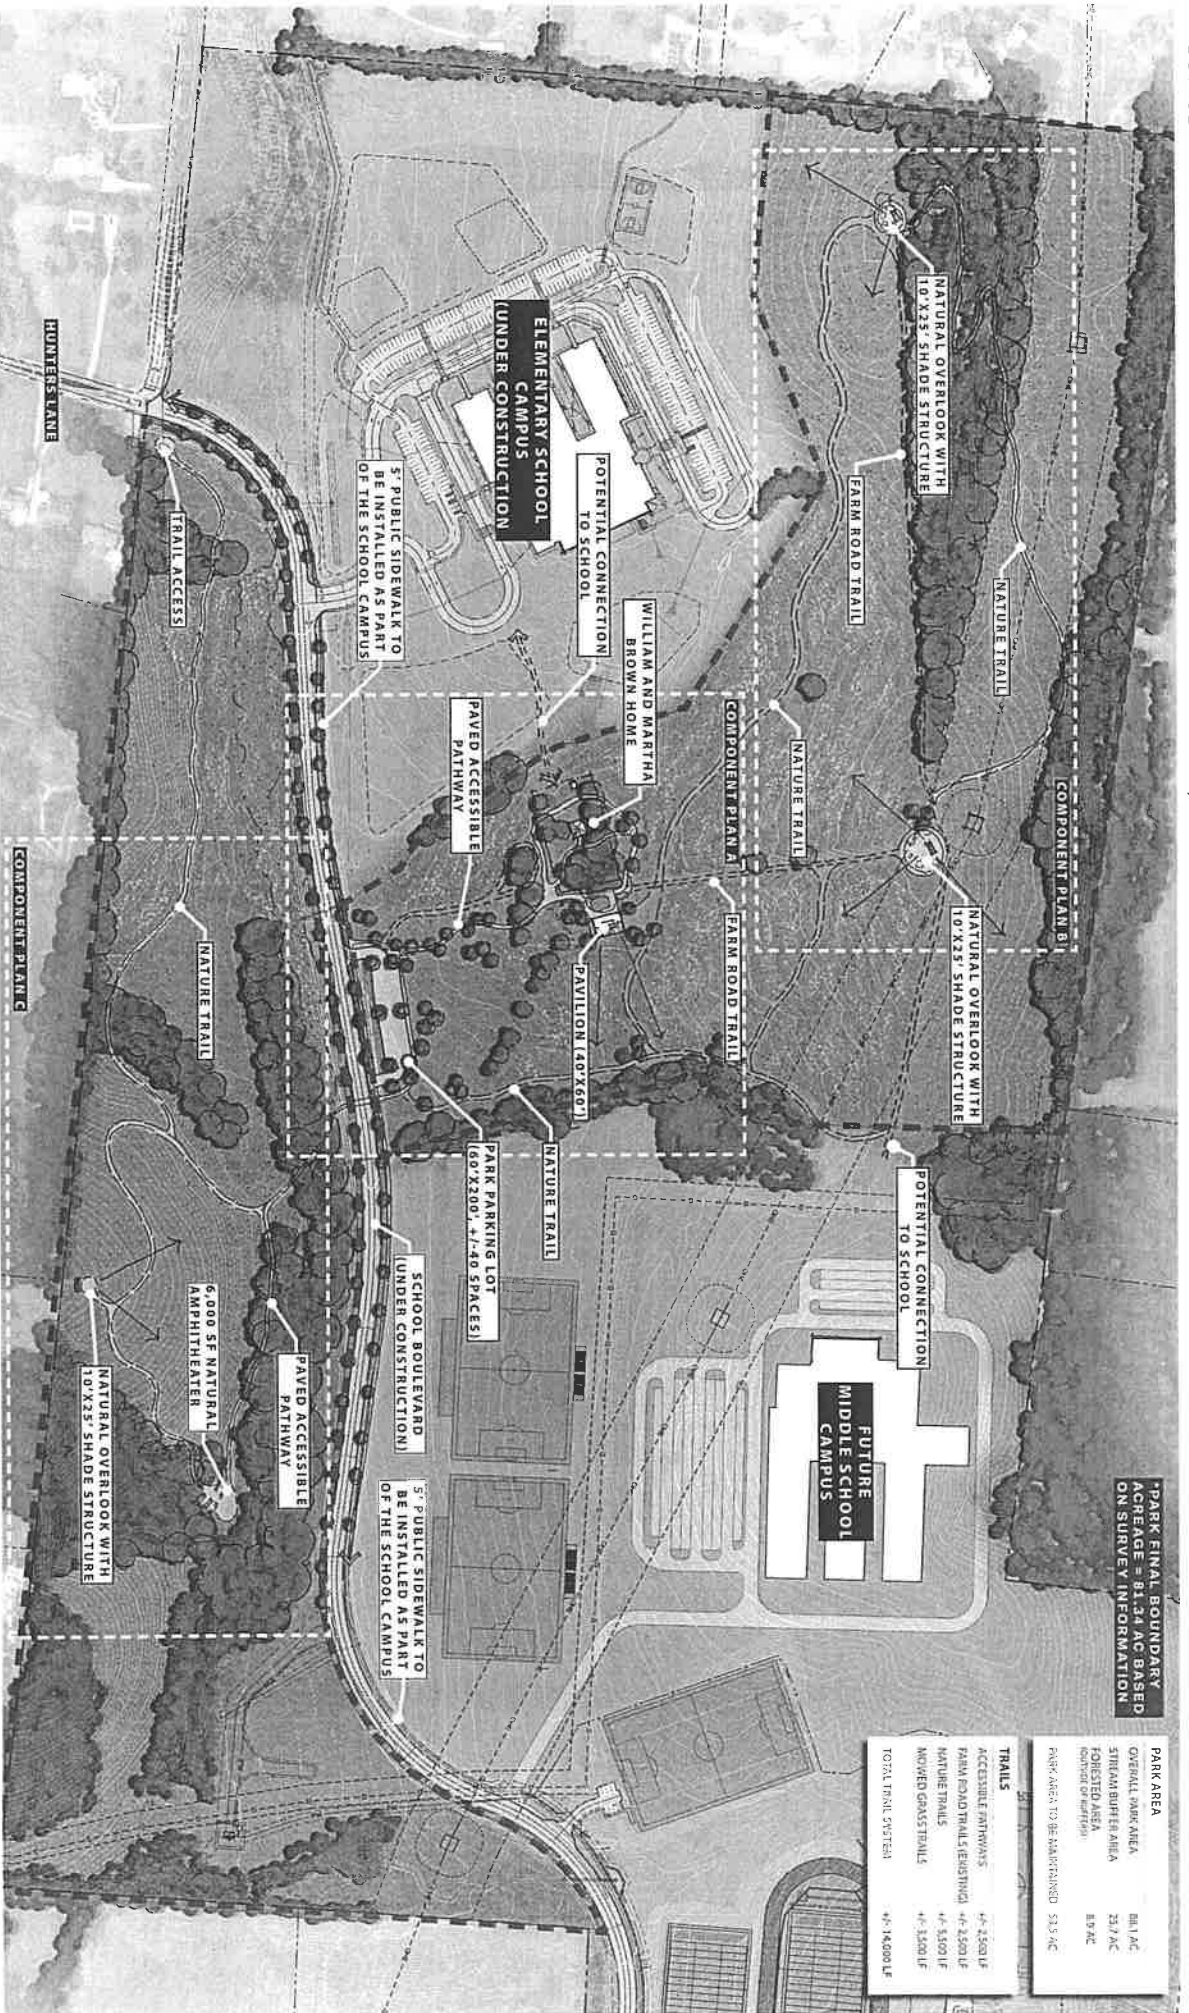 *PARK FINAL BOUNDARY
ACREAGE = 81.34 AC BASED
ON SURVEY INFORMATION
PARK AREA
OVERALL PARK AREA 88.1 AC
STREAM BUFFER AREA 25.7 AC
FORESTED AREA 8.9 AC
(OUTSIDE OF BUFFERS)
PARK AREA TO BE MAINTAINED 53.5 AC
TRAILS
ACCESSIBLE PATHWAYS +/- 2,500 LF
FARM ROAD TRAILS (EXISTING) +/- 2,500 LF
NATURE TRAILS +/- 5,500 LF
MOWED GRASS TRAILS +/- 3,500 LF
TOTAL TRAIL SYSTEM +/- 14,000 LF
NATURAL OVERLOOK WITH
10'X25' SHADE STRUCTURE
FARM ROAD TRAIL
NATURE TRAIL
COMPONENT PLAN B
NATURE TRAIL
NATURAL OVERLOOK WITH
10'X25' SHADE STRUCTURE
POTENTIAL CONNECTION
TO SCHOOL
FUTURE
MIDDLE SCHOOL
CAMPUS
ELEMENTARY SCHOOL
CAMPUS
(UNDER CONSTRUCTION)
POTENTIAL CONNECTION
TO SCHOOL
WILLIAM AND MARTHA
BROWN HOME
COMPONENT PLAN A
FARM ROAD TRAIL
PAVED ACCESSIBLE
PATHWAY
PAVILION (40'X60')
NATURE TRAIL
PARK PARKING LOT
(60'X200', +/-40 SPACES)
5' PUBLIC SIDEWALK TO
BE INSTALLED AS PART
OF THE SCHOOL CAMPUS
SCHOOL BOULEVARD
(UNDER CONSTRUCTION)
5' PUBLIC SIDEWALK TO
BE INSTALLED AS PART
OF THE SCHOOL CAMPUS
HUNTERS LANE
TRAIL ACCESS
NATURE TRAIL
COMPONENT PLAN C
PAVED ACCESSIBLE
PATHWAY
6,000 SF NATURAL
AMPHITHEATER
NATURAL OVERLOOK WITH
10'X25' SHADE STRUCTURE